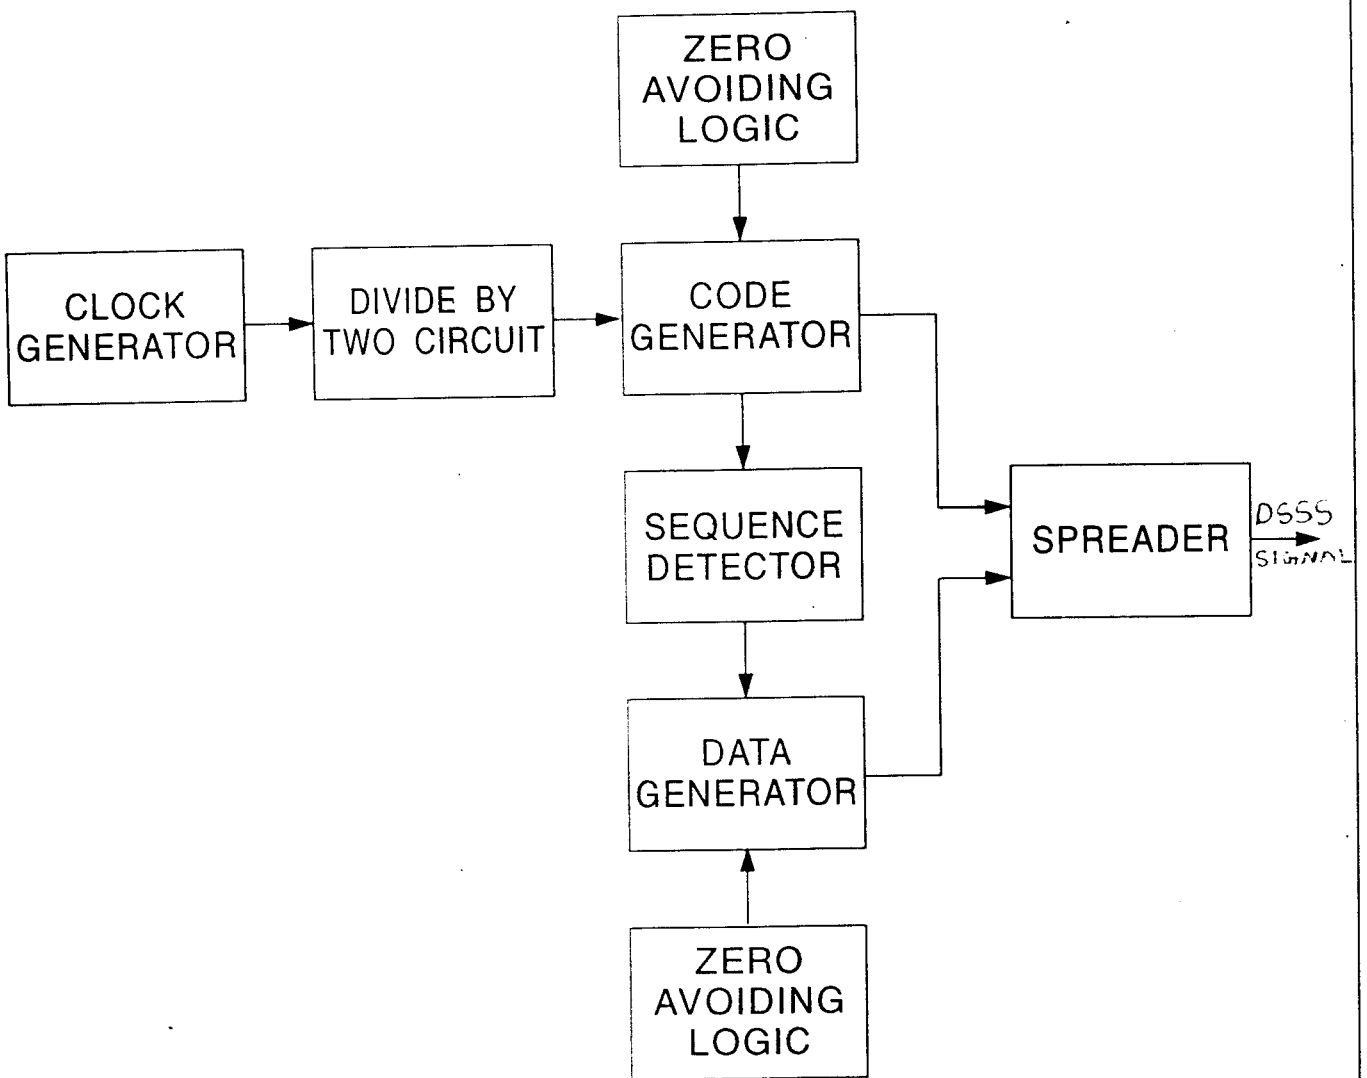 ZERO
AVOIDING
LOGIC
CLOCK
GENERATOR
DIVIDE BY
TWO CIRCUIT
CODE
GENERATOR
SEQUENCE
DETECTOR
SPREADER
DSSS
SIGNAL
DATA
GENERATOR
ZERO
AVOIDING
LOGIC